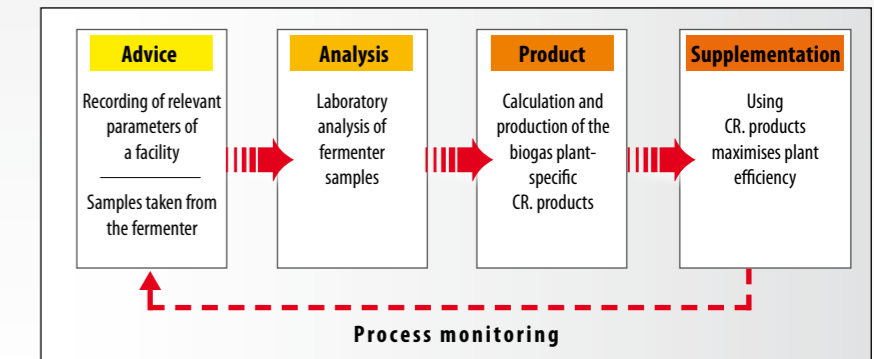 Advice
Recording of relevant
parameters of
a facility
Samples taken from
the fermenter
Analysis
Laboratory
analysis of
fermenter
samples
Product
Calculation and
production of the
biogas plant-
specific
CR. products
Supplementation
Using
CR. products
maximises plant
efficiency
Process monitoring